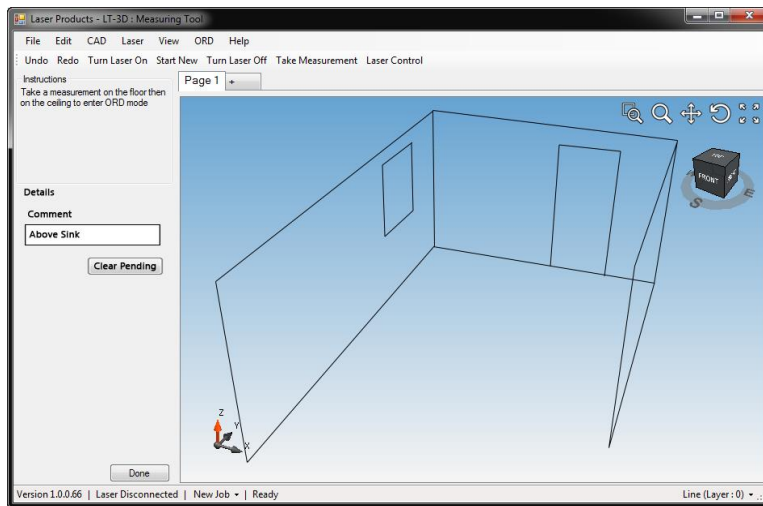 Laser Products - LT-3D : Measuring Tool
File Edit CAD Laser View ORD Help
Undo Redo Turn Laser On Start New Turn Laser Off Take Measurement Laser Control
Instructions
Take a measurement on the floor then
on the ceiling to enter ORD mode
Page 1 +
FRONT
S E
Details
Comment
Above Sink
Clear Pending
Z
Y
X
Done
Version 1.0.0.66 | Laser Disconnected | New Job | Ready Line (Layer : 0)